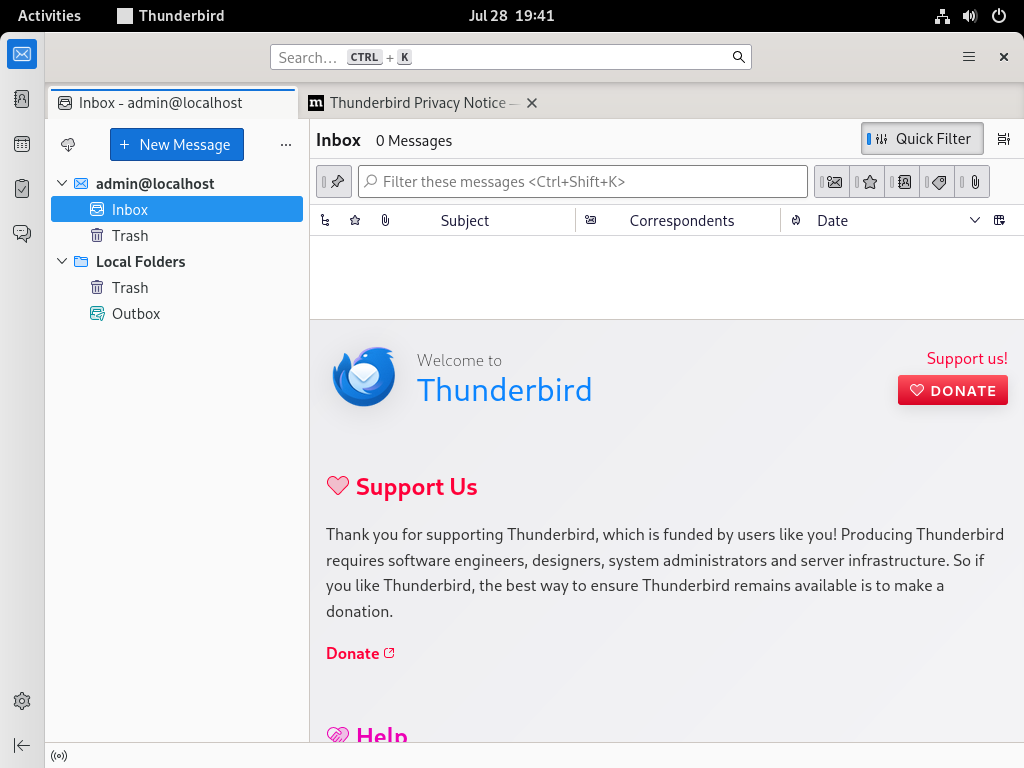 Activities
Thunderbird
Jul 28 19:41
Search… CTRL + K
Inbox - admin@localhost
Thunderbird Privacy Notice —
New Message
Inbox
0 Messages
Quick Filter
Filter these messages <Ctrl+Shift+K>
admin@localhost
Inbox
Trash
Local Folders
Trash
Outbox
Subject
Correspondents
Date
Welcome to
Thunderbird
Support us!
DONATE
Support Us
Thank you for supporting Thunderbird, which is funded by users like you! Producing Thunderbird
requires software engineers, designers, system administrators and server infrastructure. So if
you like Thunderbird, the best way to ensure Thunderbird remains available is to make a
donation.
Donate
Help